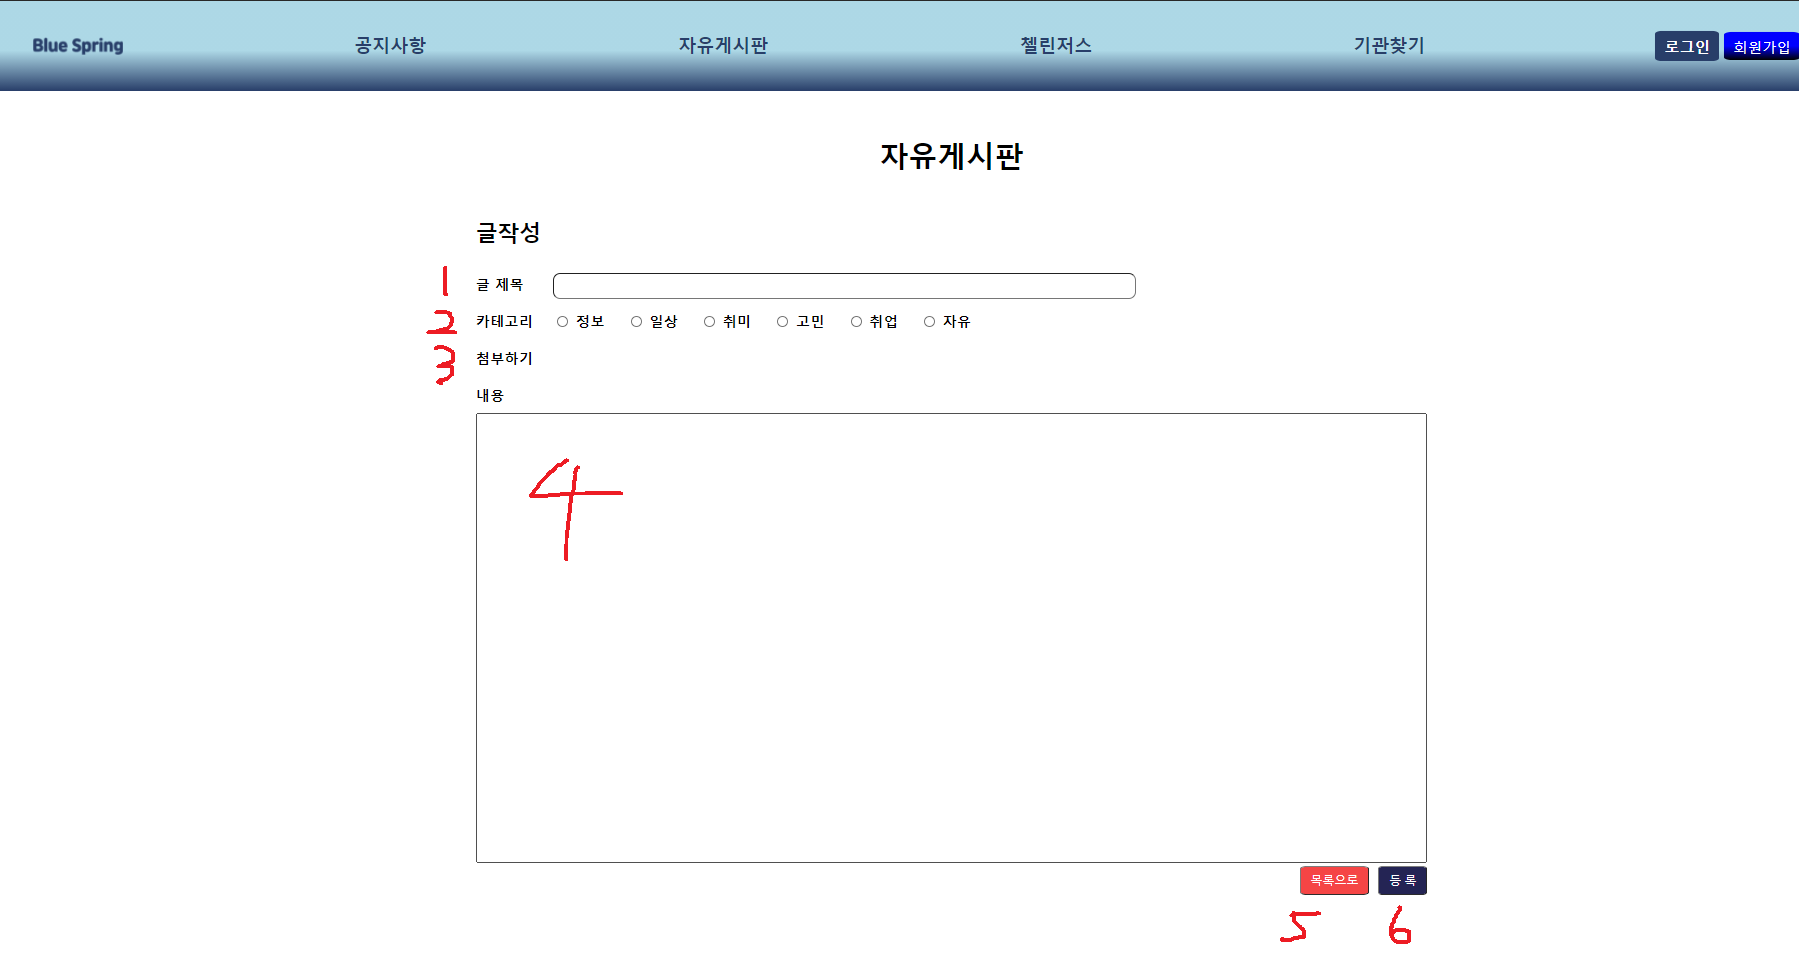 Blue Spring 공지사항 자유게시판 첼린저스 기관찾기 로그인 회원가입
자유게시판
글작성
1 글 제목
2 카테고리 정보 일상 취미 고민 취업 자유
3 첨부하기
내용
4
목록으로 등 록
5 6